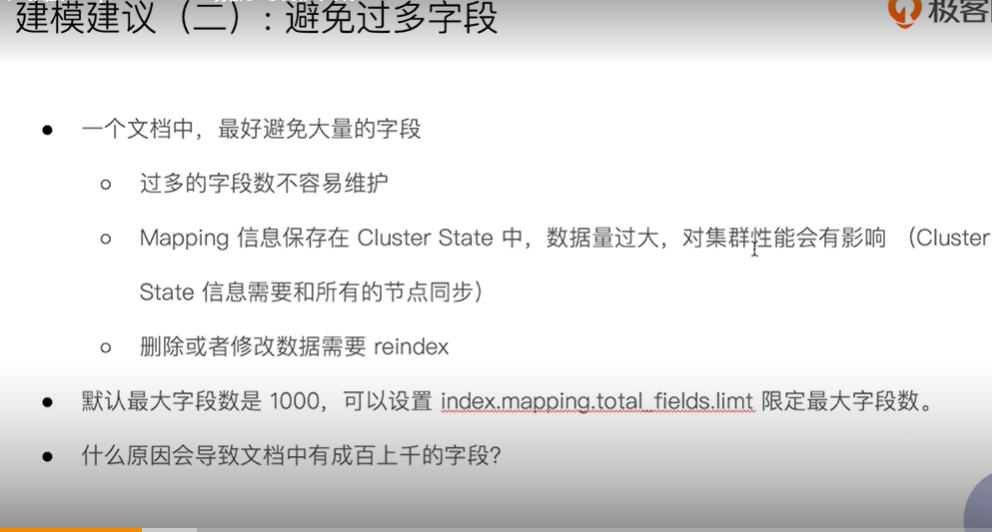 建模建议（二）: 避免过多字段
极客
● 一个文档中，最好避免大量的字段
○ 过多的字段数不容易维护
○ Mapping 信息保存在 Cluster State 中，数据量过大，对集群性能会有影响 （Cluster
State 信息需要和所有的节点同步）
○ 删除或者修改数据需要 reindex
● 默认最大字段数是 1000，可以设置 index.mapping.total_fields.limt 限定最大字段数。
● 什么原因会导致文档中有成百上千的字段?